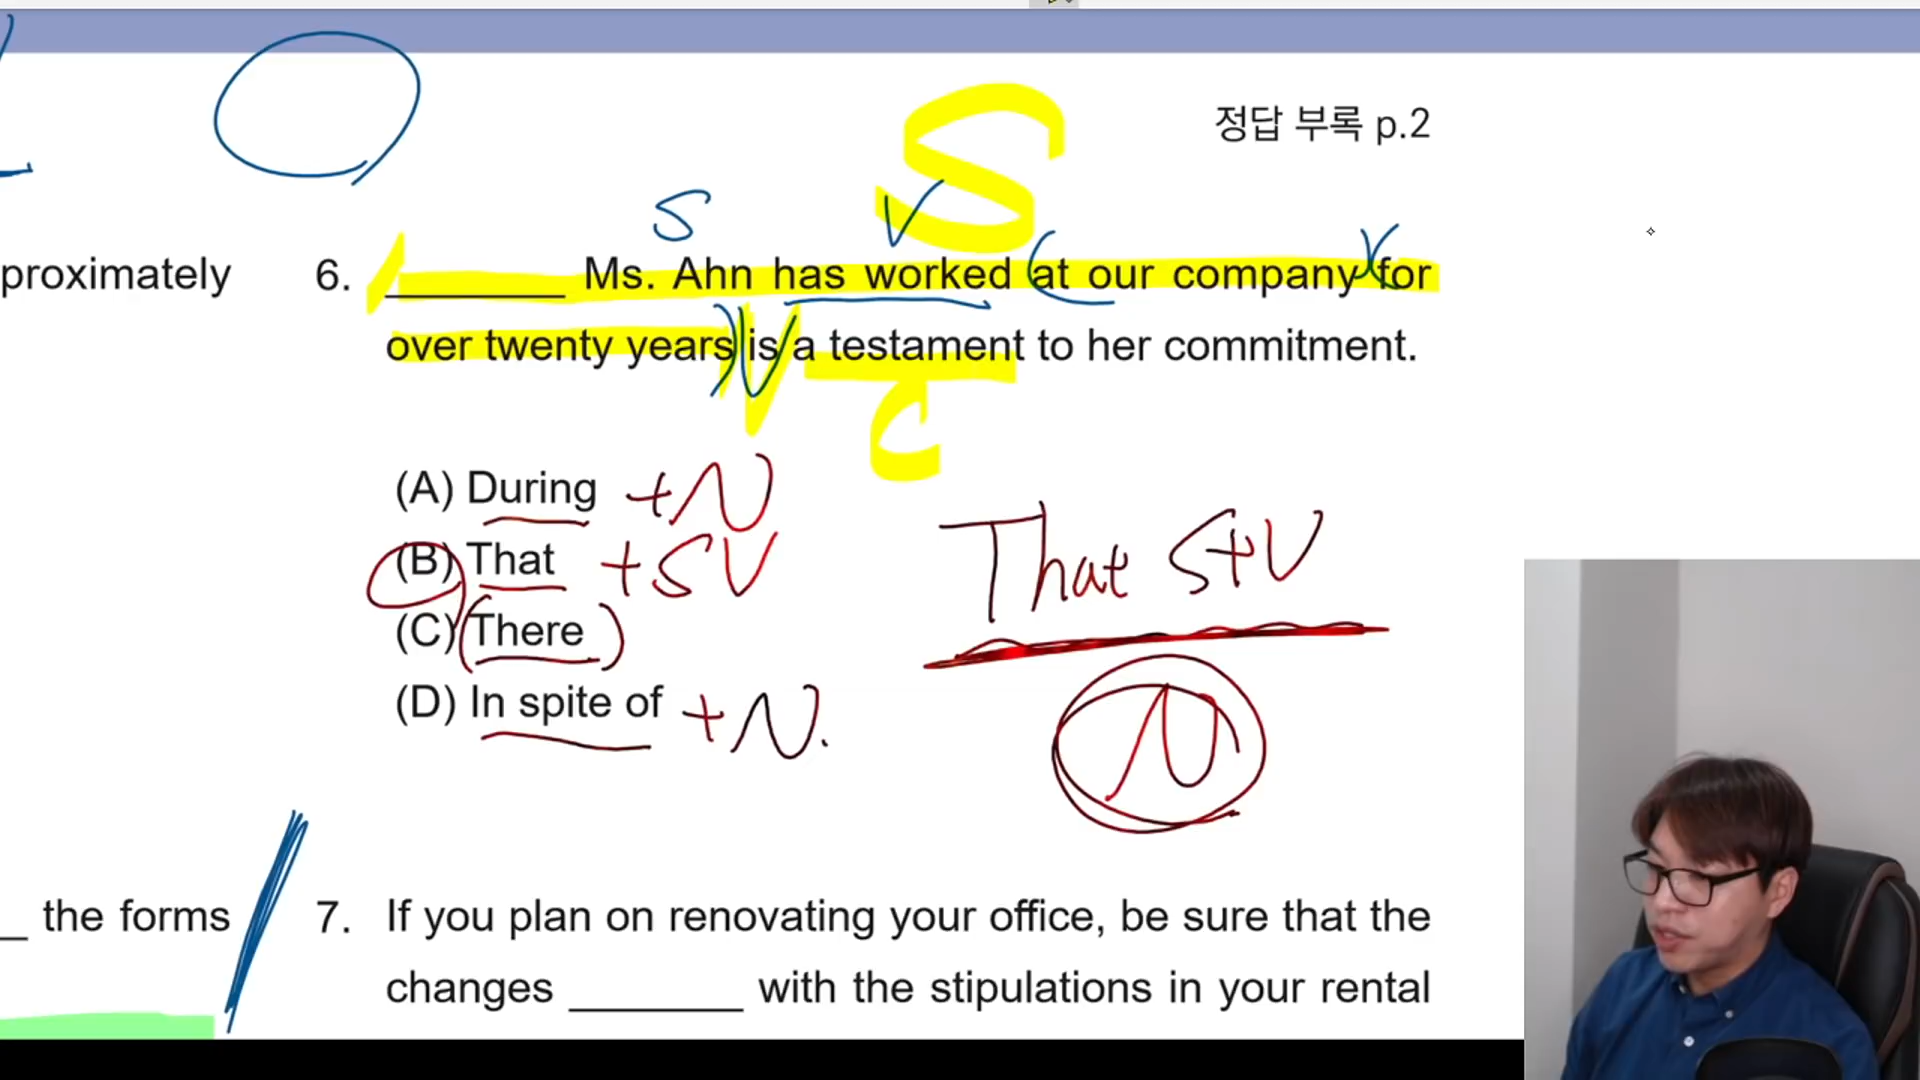 정답 부록 p.2
S
S V
proximately
6. ________ Ms. Ahn has worked at our company for
over twenty years is a testament to her commitment.
V
C
(A) During +N
(B) That +SV
(C) There
(D) In spite of +N.
That S+V
N
the forms
7. If you plan on renovating your office, be sure that the
changes ________ with the stipulations in your rental